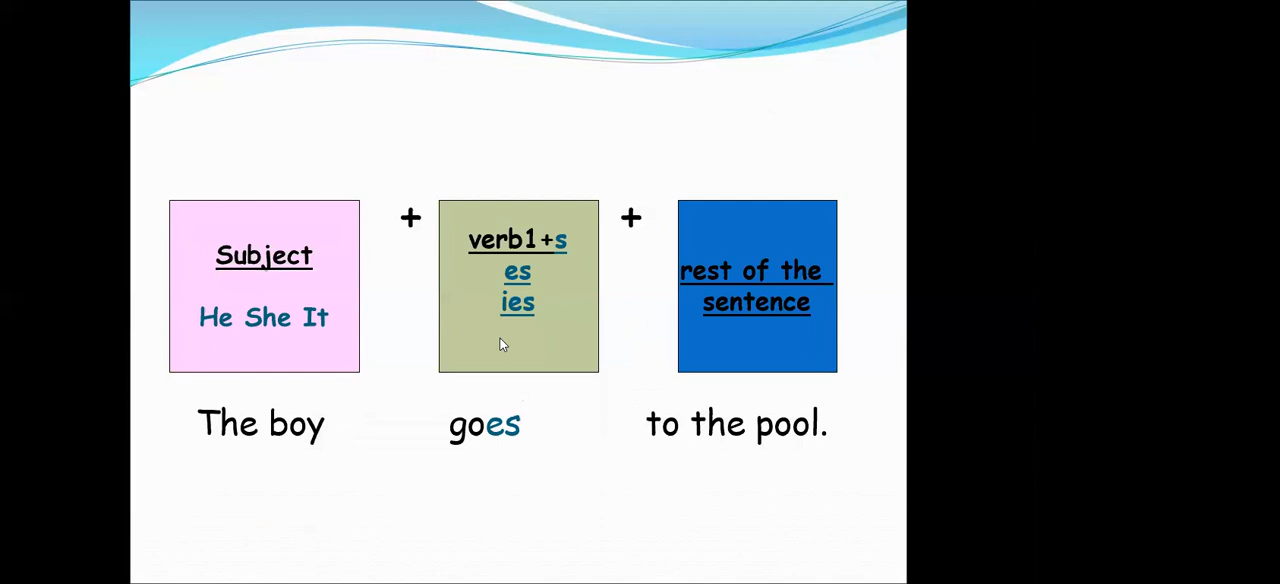 Subject
He She It
+
verb1+s
es
ies
+
rest of the
sentence
The boy goes to the pool.